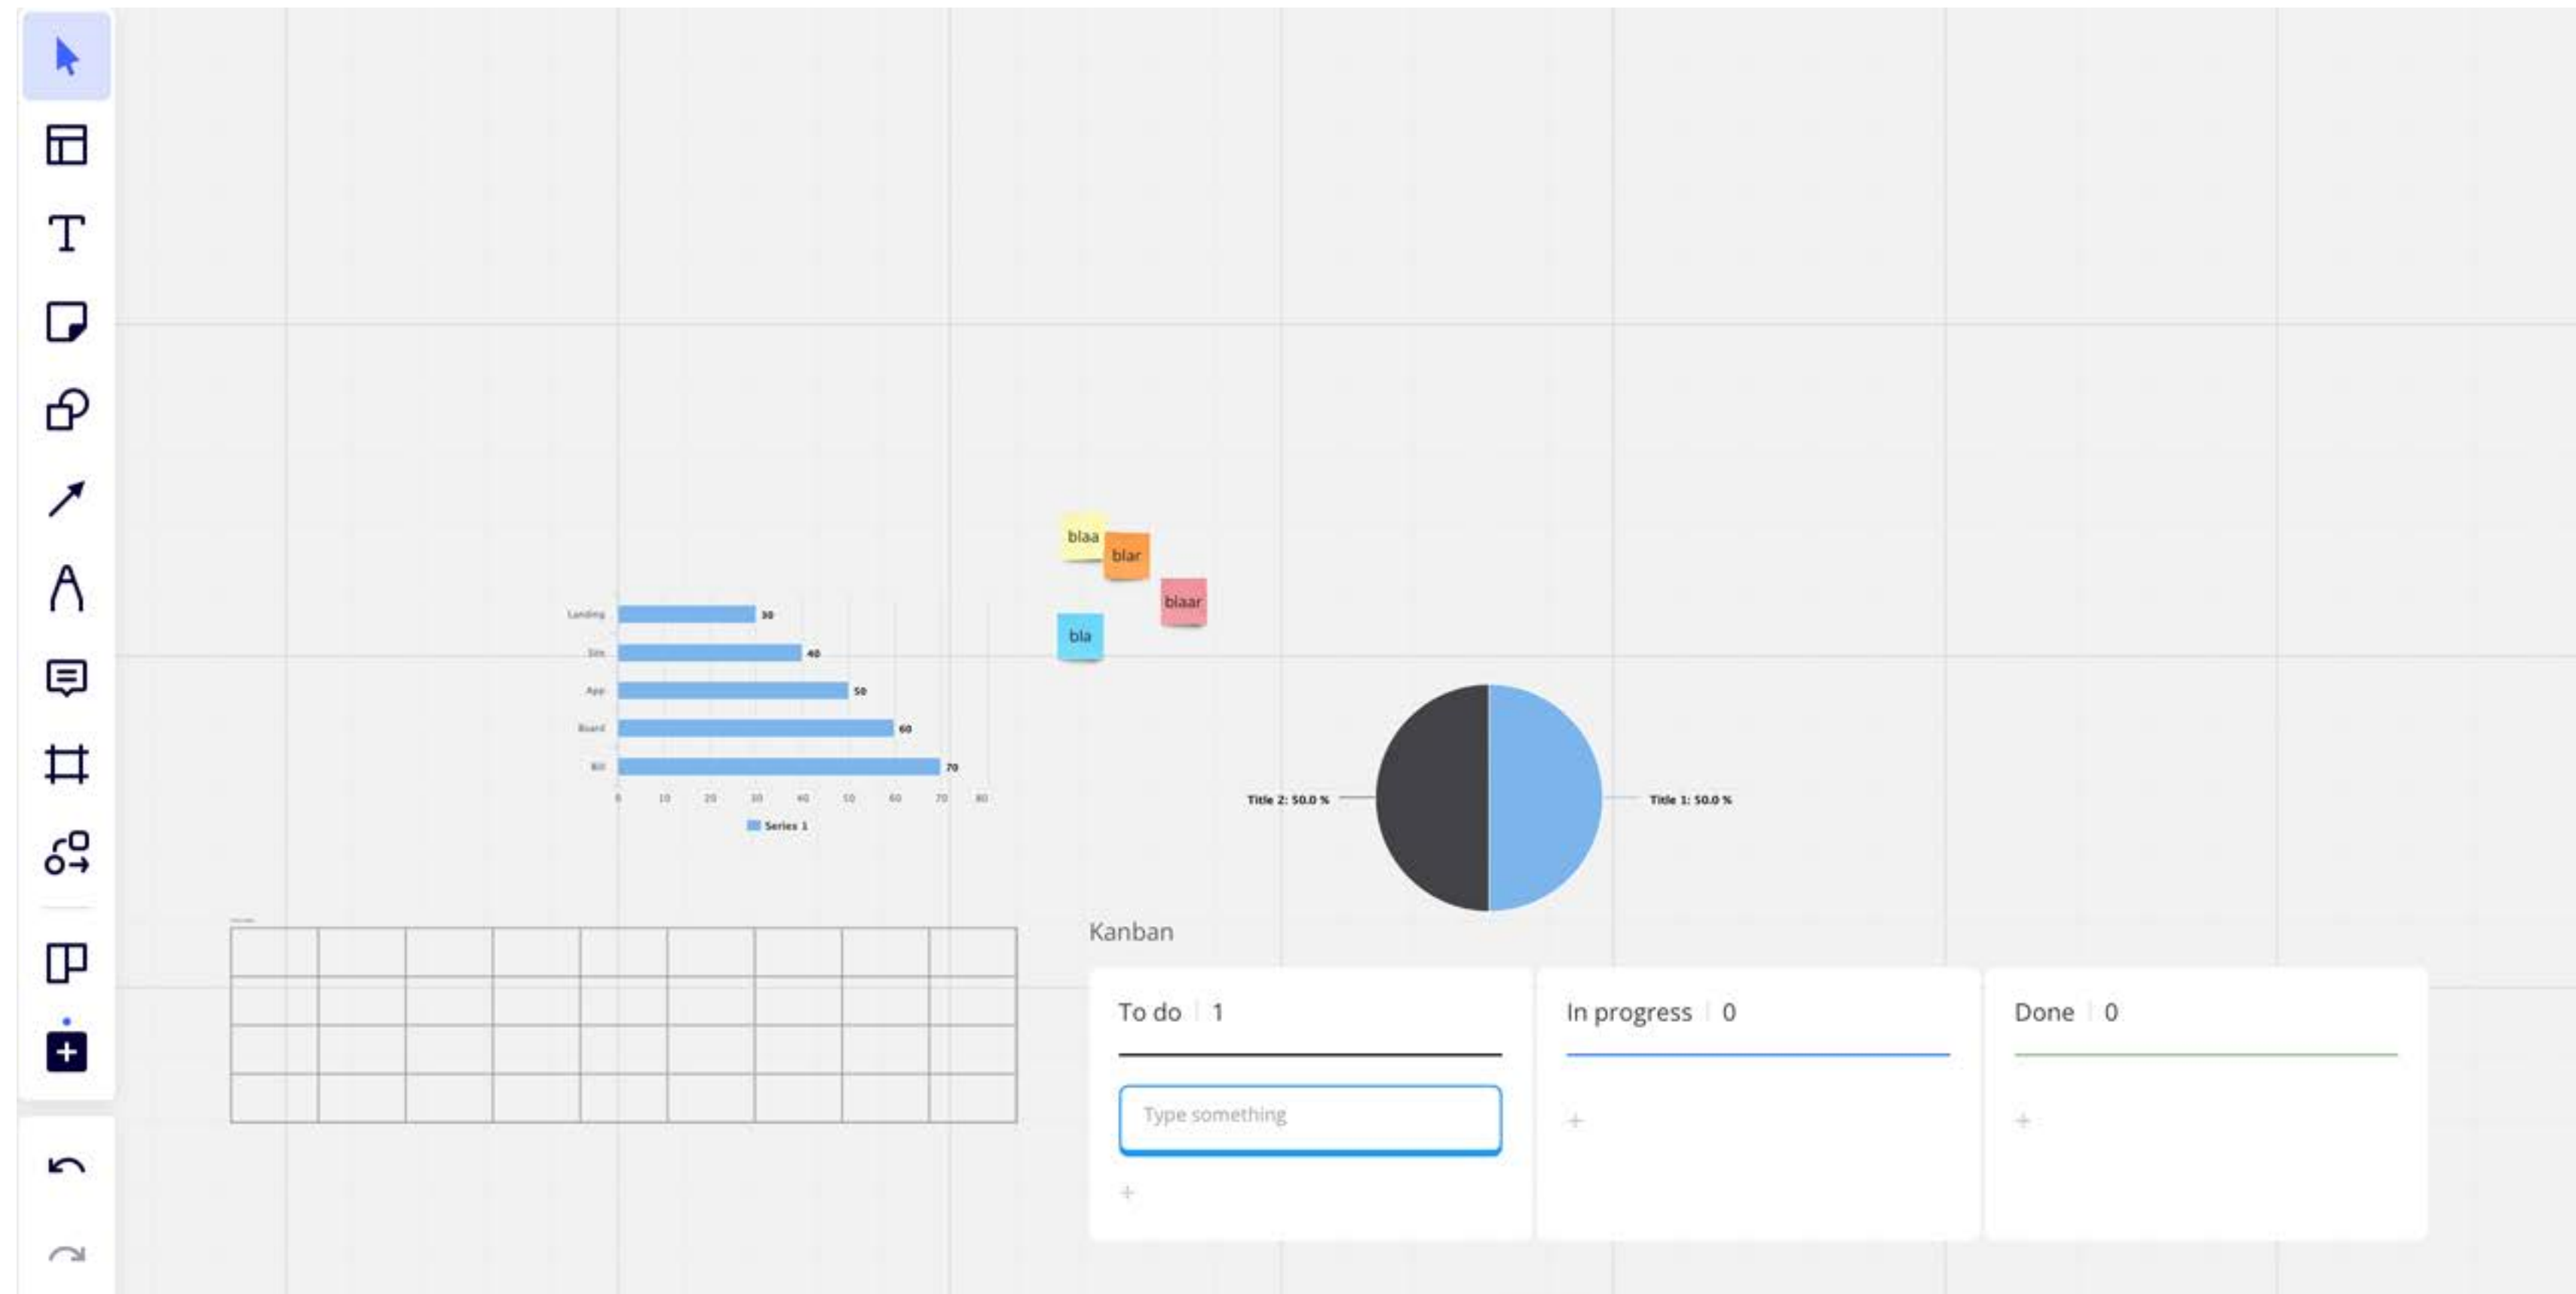 blaa
blar
blaar
bla
Landing 30
40
App 50
Board 60
Bill 70
0 10 20 30 40 50 60 70 80
Series 1
Title 2: 50.0 %
Title 1: 50.0 %
Kanban
To do 1
In progress 0
Done 0
Type something
+
+
+